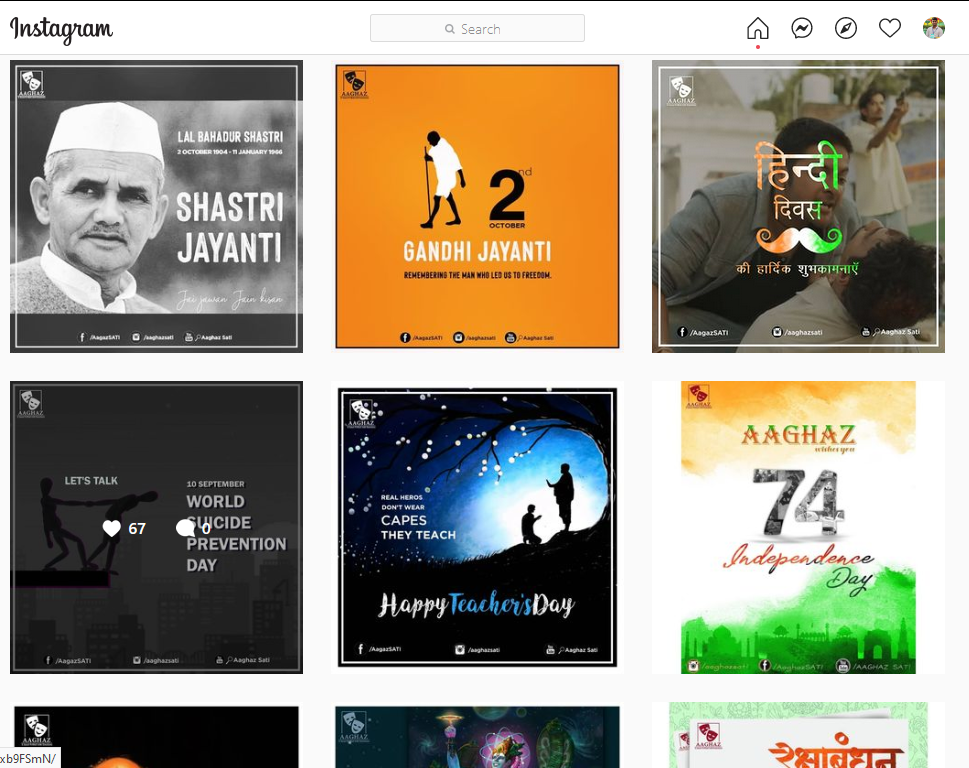 Instagram
Search
AAGHAZ
LAL BAHADUR SHASTRI
2 OCTOBER 1904 - 11 JANUARY 1966
SHASTRI
JAYANTI
Jai jawan Jain kisan
/AagazSATI /aaghazsati Aaghaz Sati
AAGHAZ
2nd
OCTOBER
GANDHI JAYANTI
REMEMBERING THE MAN WHO LED US TO FREEDOM.
/AagazSATI /aaghazsati Aaghaz Sati
AAGHAZ
हिन्दी
दिवस
की हार्दिक शुभकामनाएँ
/AagazSATI /aaghazsati Aaghaz Sati
AAGHAZ
LET'S TALK
10 SEPTEMBER
WORLD
SUICIDE
PREVENTION
DAY
67 0
/AagazSATI /aaghazsati Aaghaz Sati
AAGHAZ
REAL HEROS
DON'T WEAR
CAPES
THEY TEACH
Happy Teacher's Day
/AagazSATI /aaghazsati Aaghaz Sati
AAGHAZ
AAGHAZ
wishes you
74
Independence
Day
/aaghazsati /AaghazSATI /AAGHAZ SATI
AAGHAZ
AAGHAZ
AAGHAZ
रक्षाबंधन
xb9FSmN/